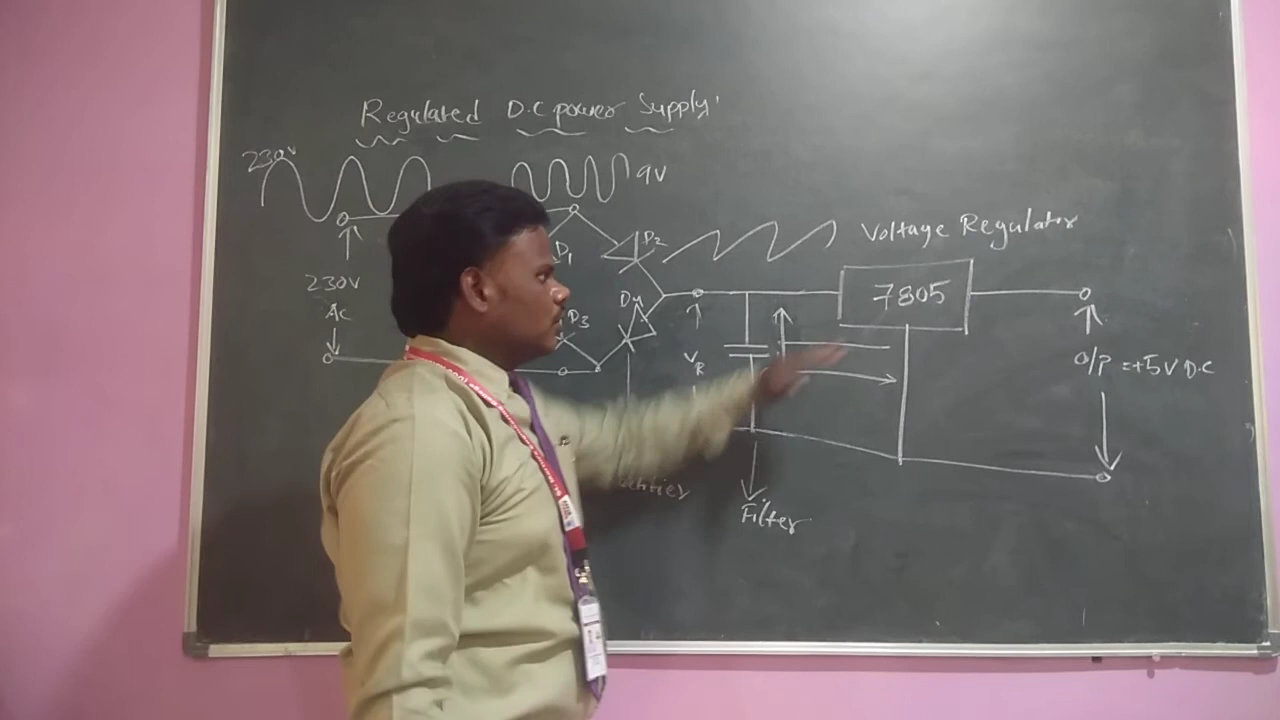 Regulated D.C power Supply
230V
9V
D1
D2
Voltage Regulator
230V
AC
D3
D4
7805
VR
O/P = +5V D.C
Filter